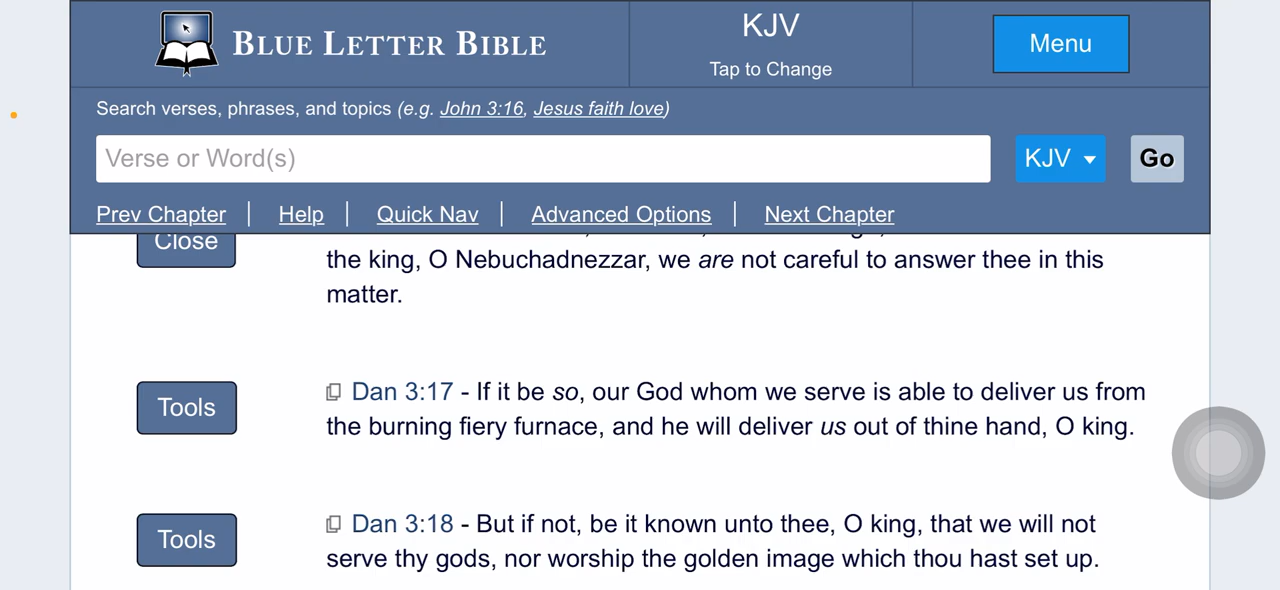 BLUE LETTER BIBLE
KJV
Tap to Change
Menu
Search verses, phrases, and topics (e.g. John 3:16, Jesus faith love)
Verse or Word(s)
KJV
Go
Prev Chapter | Help | Quick Nav | Advanced Options | Next Chapter
Close
the king, O Nebuchadnezzar, we are not careful to answer thee in this
matter.
Tools
Dan 3:17 - If it be so, our God whom we serve is able to deliver us from
the burning fiery furnace, and he will deliver us out of thine hand, O king.
Tools
Dan 3:18 - But if not, be it known unto thee, O king, that we will not
serve thy gods, nor worship the golden image which thou hast set up.